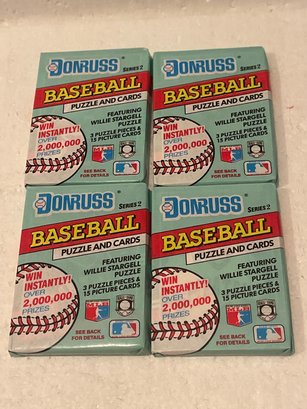 DONRUSS SERIES 2
BASEBALL
PUZZLE AND CARDS
FEATURING
WILLIE STARGELL
PUZZLE
3 PUZZLE PIECES &
15 PICTURE CARDS
WIN
INSTANTLY!
OVER
2,000,000
PRIZES
SEE BACK
FOR DETAILS
DONRUSS SERIES 2
BASEBALL
PUZZLE AND CARDS
FEATURING
WILLIE STARGELL
PUZZLE
3 PUZZLE PIECES &
15 PICTURE CARDS
WIN
INSTANTLY!
OVER
2,000,000
PRIZES
SEE BACK
FOR DETAILS
DONRUSS SERIES 2
BASEBALL
PUZZLE AND CARDS
FEATURING
WILLIE STARGELL
PUZZLE
3 PUZZLE PIECES &
15 PICTURE CARDS
WIN
INSTANTLY!
OVER
2,000,000
PRIZES
SEE BACK
FOR DETAILS
DONRUSS SERIES 2
BASEBALL
PUZZLE AND CARDS
FEATURING
WILLIE STARGELL
PUZZLE
3 PUZZLE PIECES &
15 PICTURE CARDS
WIN
INSTANTLY!
OVER
2,000,000
PRIZES
SEE BACK
FOR DETAILS